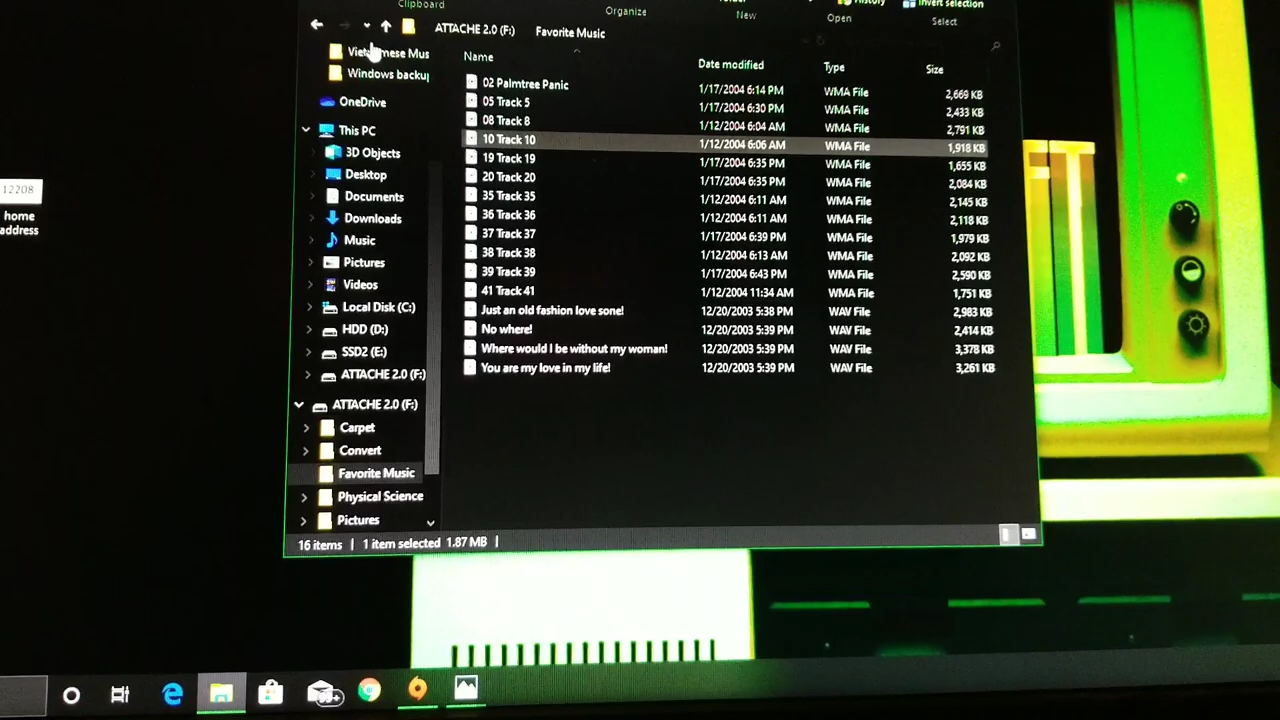 Clipboard
Organize
New
History
Open
Invert selection
Select
ATTACHE 2.0 (F:) Favorite Music
Vietnamese Mus
Windows backup
OneDrive
This PC
3D Objects
Desktop
Documents
Downloads
Music
Pictures
Videos
Local Disk (C:)
HDD (D:)
SSD2 (E:)
ATTACHE 2.0 (F:)
ATTACHE 2.0 (F:)
Carpet
Convert
Favorite Music
Physical Science
Pictures
Name Date modified Type Size
02 Palmtree Panic 1/17/2004 6:14 PM WMA File 2,669 KB
05 Track 5 1/17/2004 6:30 PM WMA File 2,433 KB
08 Track 8 1/12/2004 6:04 AM WMA File 2,791 KB
10 Track 10 1/12/2004 6:06 AM WMA File 1,918 KB
19 Track 19 1/17/2004 6:35 PM WMA File 1,655 KB
20 Track 20 1/17/2004 6:35 PM WMA File 2,084 KB
35 Track 35 1/12/2004 6:11 AM WMA File 2,145 KB
36 Track 36 1/12/2004 6:11 AM WMA File 2,118 KB
37 Track 37 1/17/2004 6:39 PM WMA File 1,979 KB
38 Track 38 1/12/2004 6:13 AM WMA File 2,092 KB
39 Track 39 1/17/2004 6:43 PM WMA File 2,590 KB
41 Track 41 1/12/2004 11:34 AM WMA File 1,751 KB
Just an old fashion love sone! 12/20/2003 5:38 PM WAV File 2,983 KB
No where! 12/20/2003 5:39 PM WAV File 2,414 KB
Where would I be without my woman! 12/20/2003 5:39 PM WAV File 3,378 KB
You are my love in my life! 12/20/2003 5:39 PM WAV File 3,261 KB
16 items | 1 item selected 1.87 MB |
12208
home
address
99+